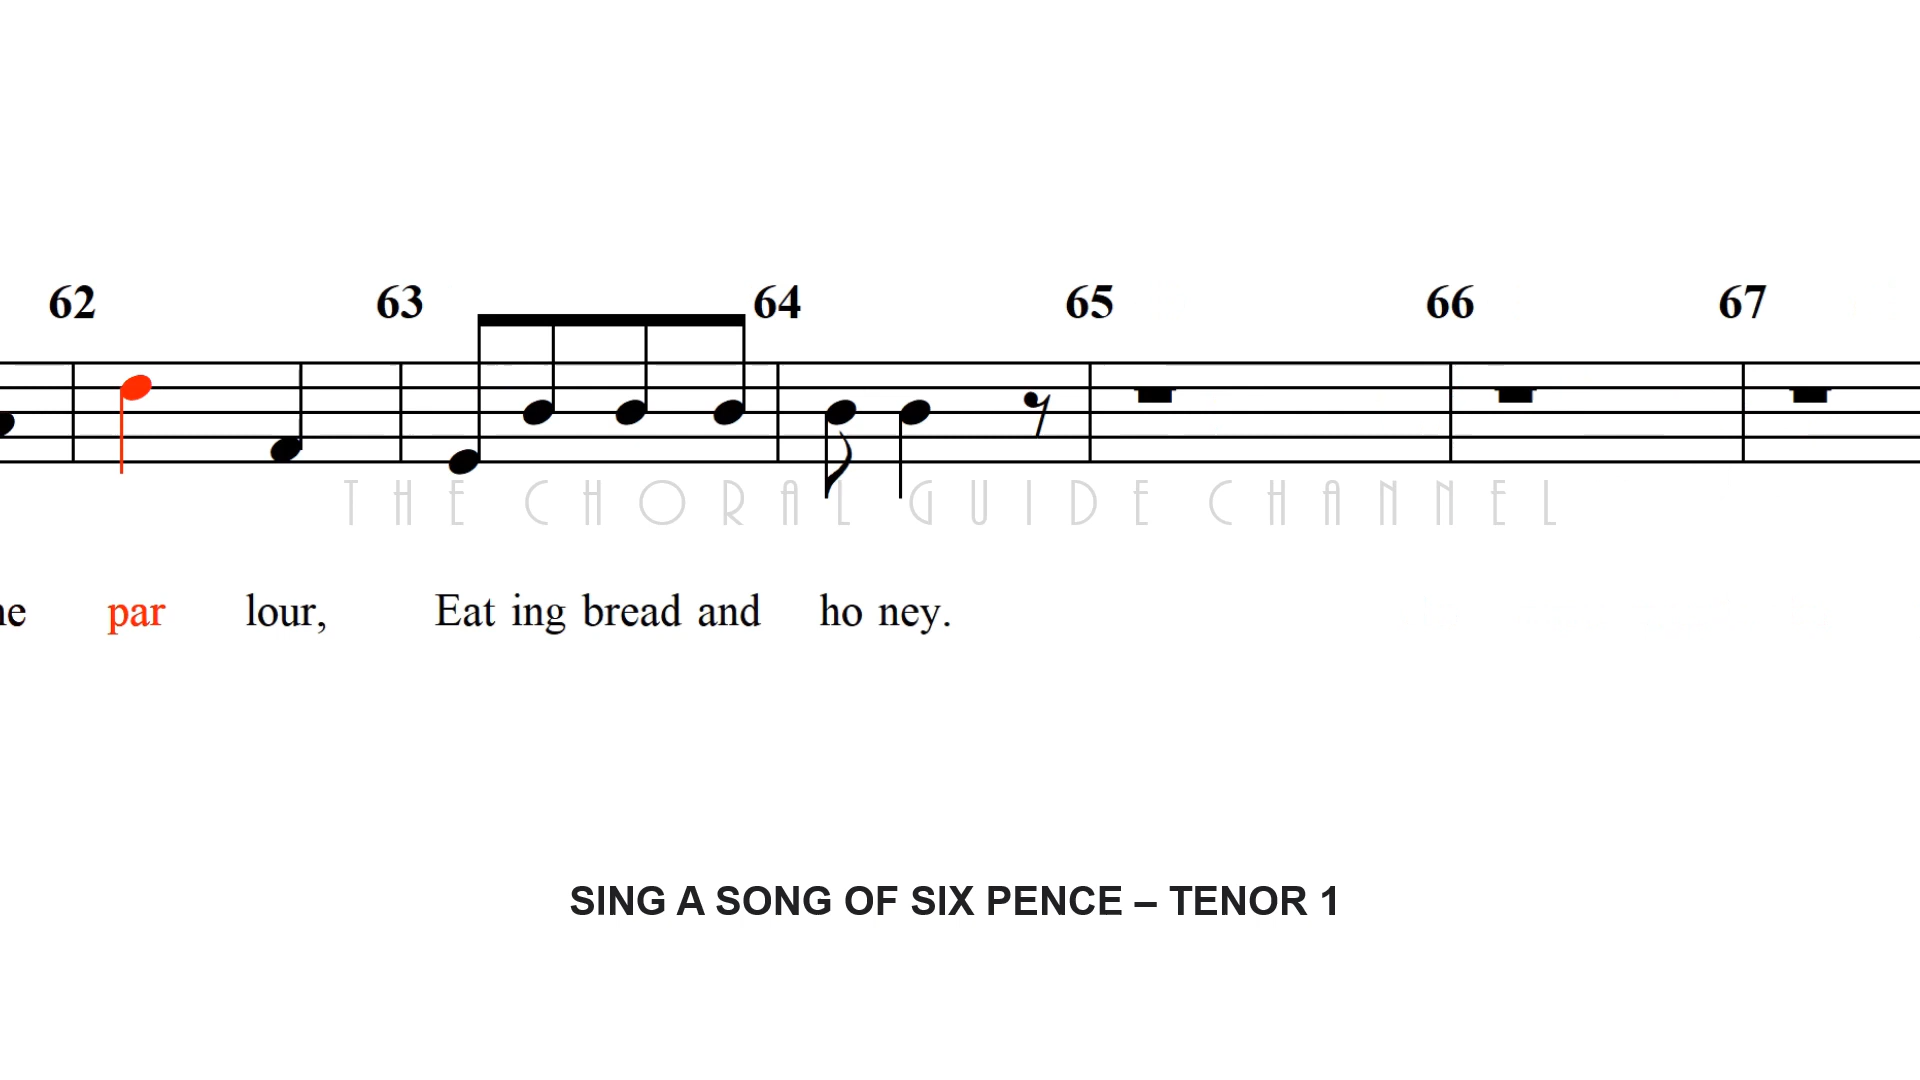 62 63 64 65 66 67
THE CHORAL GUIDE CHANNEL
par lour, Eat ing bread and ho ney.
SING A SONG OF SIX PENCE – TENOR 1